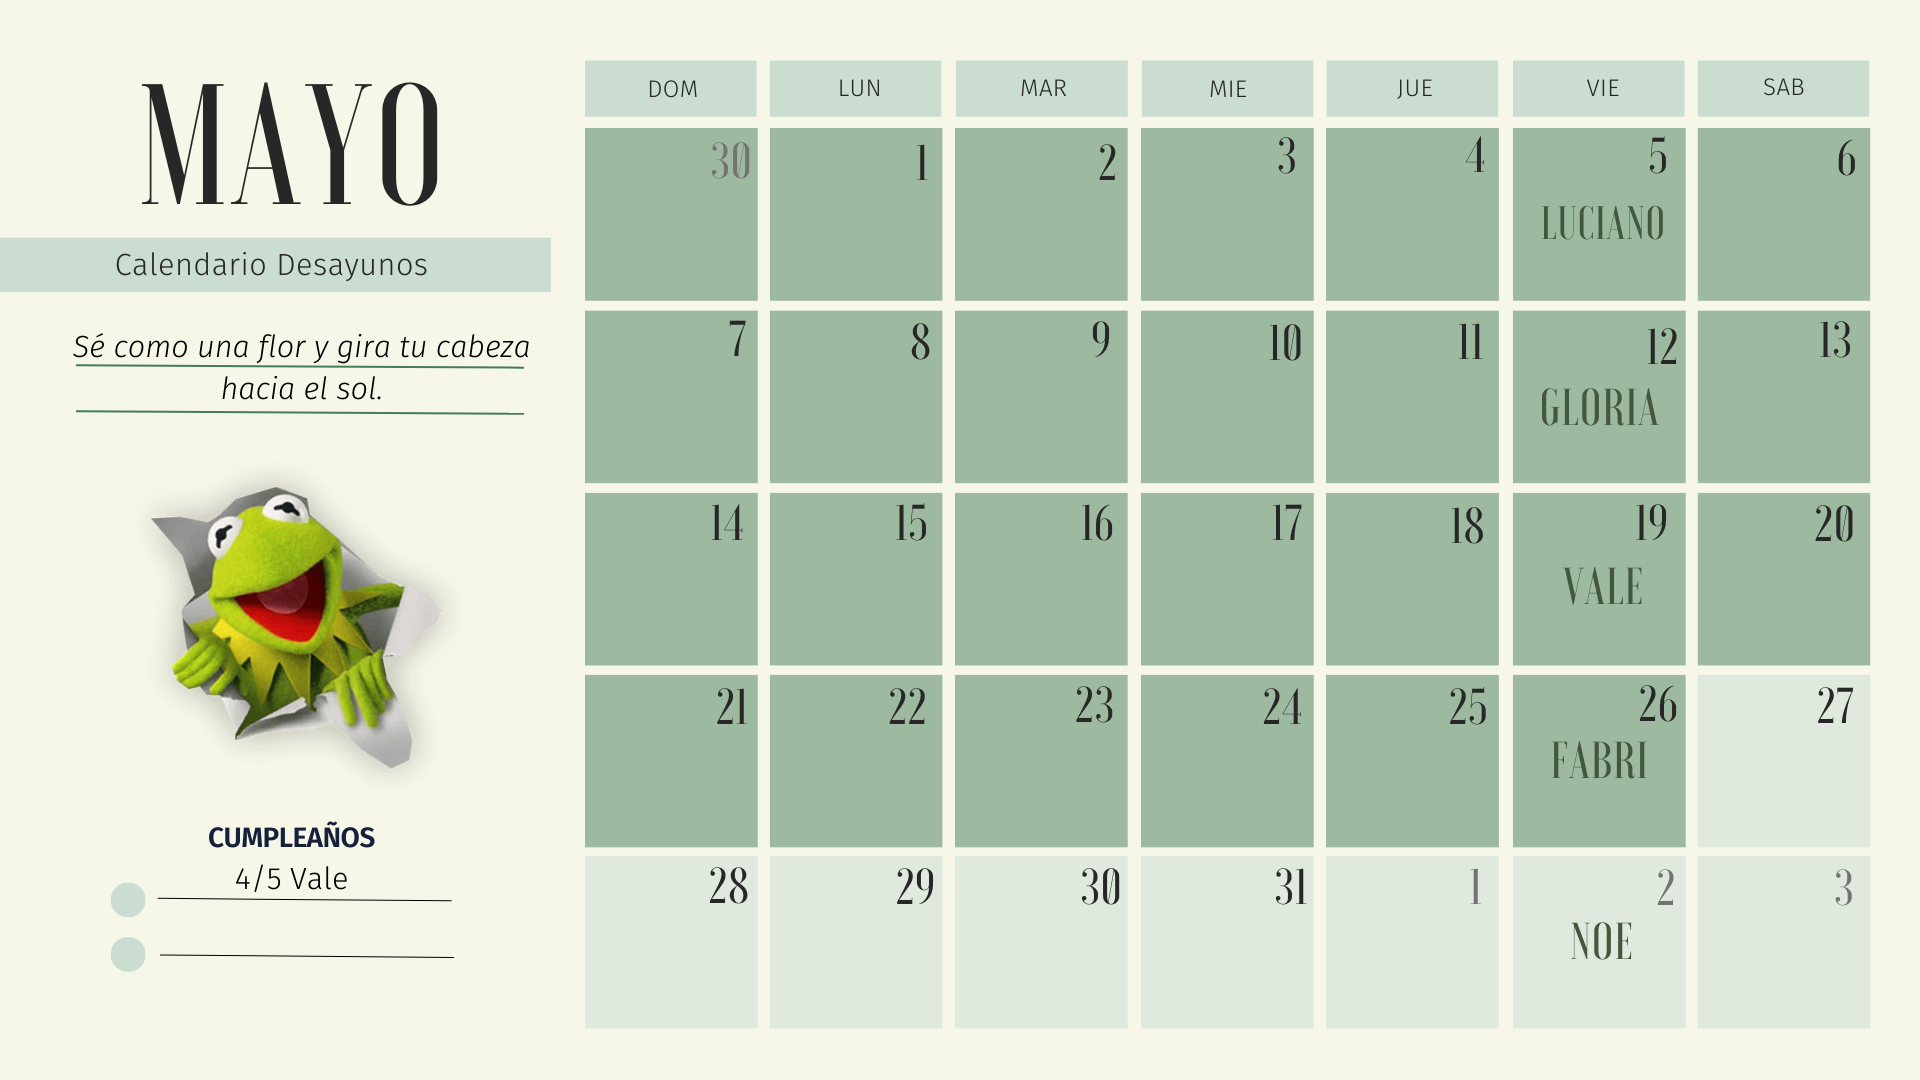 MAYO
Calendario Desayunos
Sé como una flor y gira tu cabeza
hacia el sol.
CUMPLEAÑOS
4/5 Vale
DOM LUN MAR MIE JUE VIE SAB
30 1 2 3 4 5 6
LUCIANO
7 8 9 10 11 12 13
GLORIA
14 15 16 17 18 19 20
VALE
21 22 23 24 25 26 27
FABRI
28 29 30 31 1 2 3
NOE